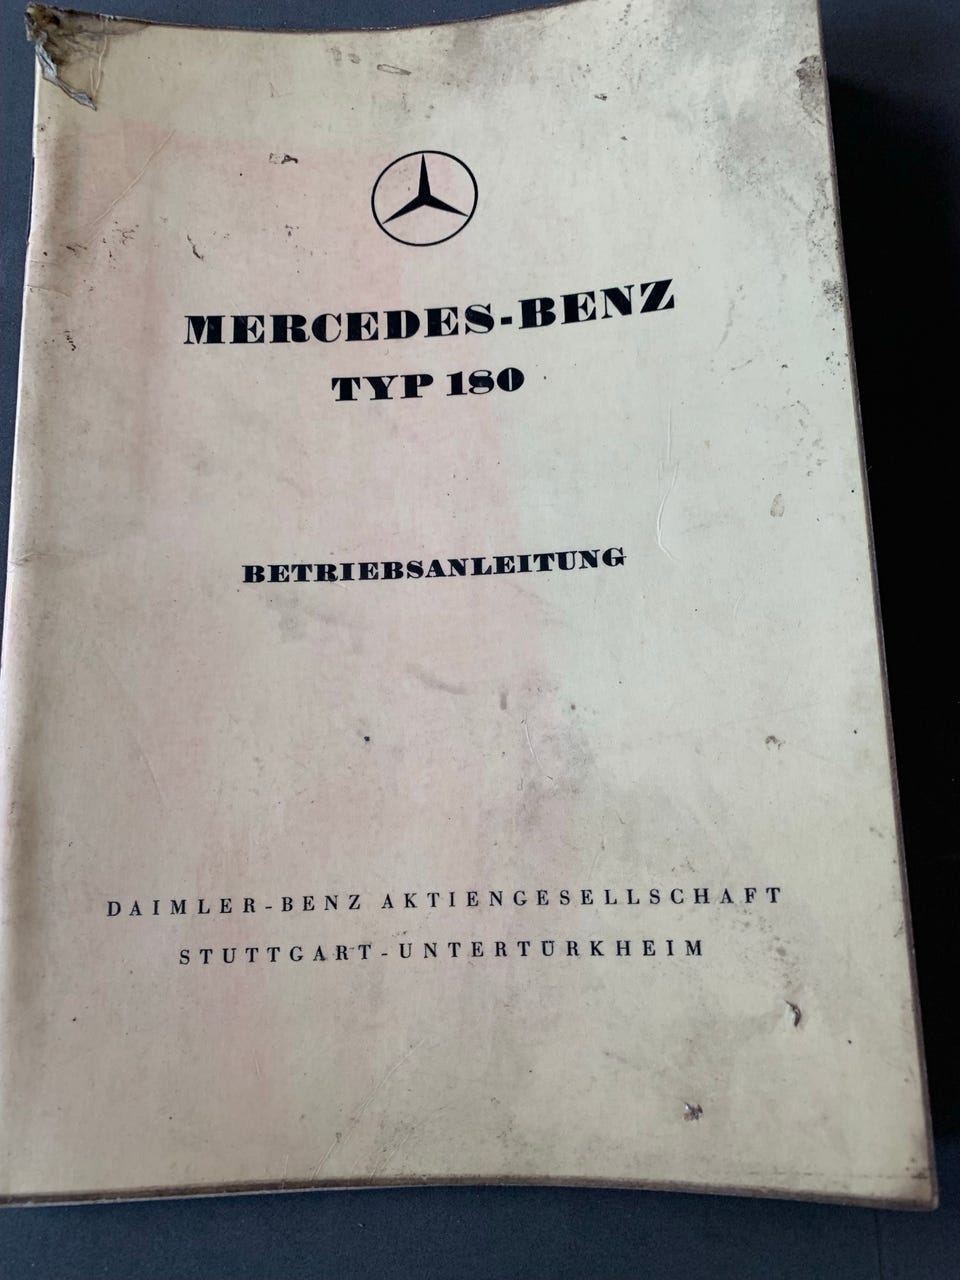 MERCEDES-BENZ
TYP 180
BETRIEBSANLEITUNG
DAIMLER-BENZ AKTIENGESELLSCHAFT
STUTTGART-UNTERTÜRKHEIM